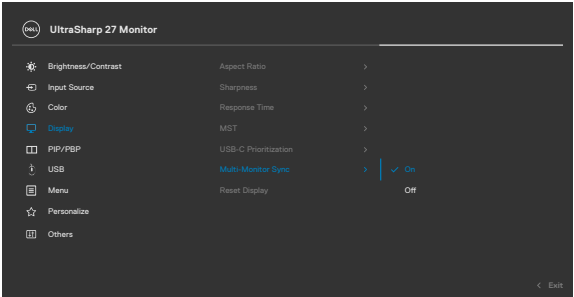 DELL UltraSharp 27 Monitor
Brightness/Contrast Aspect Ratio >
Input Source Sharpness >
Color Response Time >
Display MST >
PIP/PBP USB-C Prioritization >
USB Multi-Monitor Sync > ✓ On
Menu Reset Display Off
Personalize
Others
< Exit